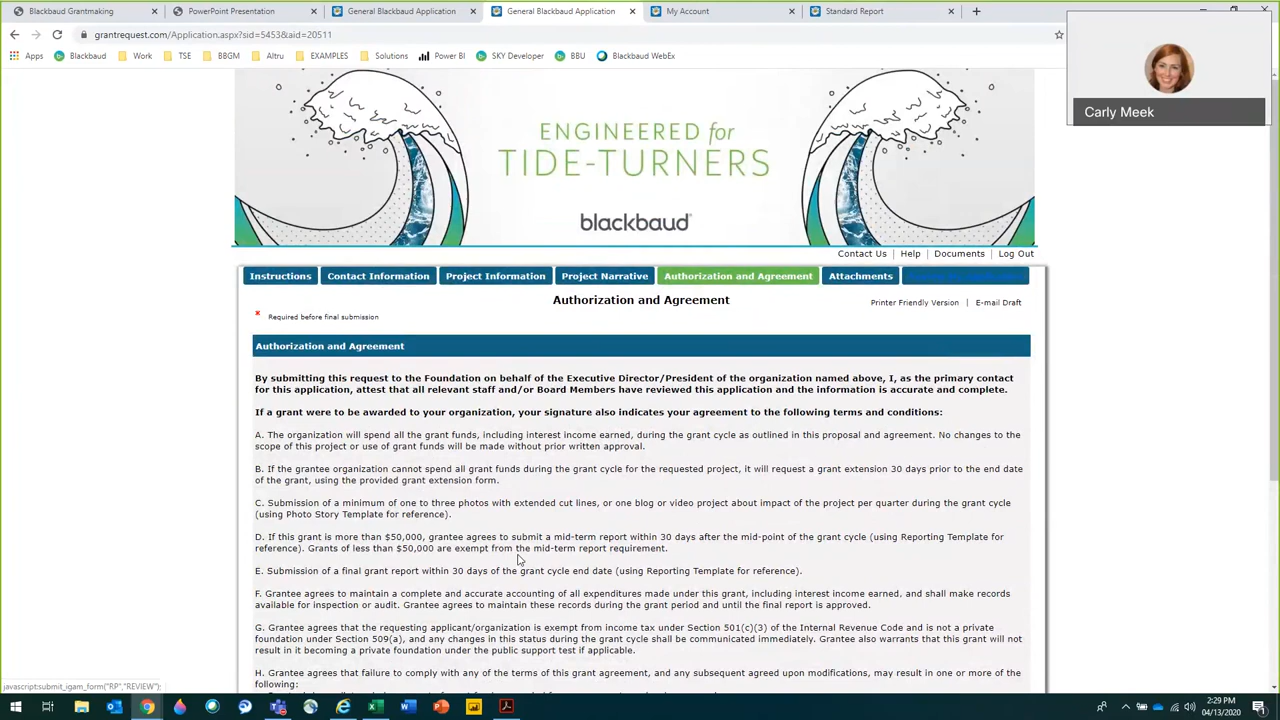 Blackbaud Grantmaking
PowerPoint Presentation
General Blackbaud Application
General Blackbaud Application
My Account
Standard Report
grantrequest.com/Application.aspx?sid=5453&aid=20511
Apps
Blackbaud
Work
TSE
BBGM
Altru
EXAMPLES
Solutions
Power BI
SKY Developer
BBU
Blackbaud WebEx
Carly Meek
ENGINEERED for
TIDE-TURNERS
blackbaud
Contact Us | Help | Documents | Log Out
Instructions
Contact Information
Project Information
Project Narrative
Authorization and Agreement
Attachments
Authorization and Agreement
Printer Friendly Version | E-mail Draft
Required before final submission
Authorization and Agreement
By submitting this request to the Foundation on behalf of the Executive Director/President of the organization named above, I, as the primary contact
for this application, attest that all relevant staff and/or Board Members have reviewed this application and the information is accurate and complete.
If a grant were to be awarded to your organization, your signature also indicates your agreement to the following terms and conditions:
A. The organization will spend all the grant funds, including interest income earned, during the grant cycle as outlined in this proposal and agreement. No changes to the
scope of this project or use of grant funds will be made without prior written approval.
B. If the grantee organization cannot spend all grant funds during the grant cycle for the requested project, it will request a grant extension 30 days prior to the end date
of the grant, using the provided grant extension form.
C. Submission of a minimum of one to three photos with extended cut lines, or one blog or video project about impact of the project per quarter during the grant cycle
(using Photo Story Template for reference).
D. If this grant is more than $50,000, grantee agrees to submit a mid-term report within 30 days after the mid-point of the grant cycle (using Reporting Template for
reference). Grants of less than $50,000 are exempt from the mid-term report requirement.
E. Submission of a final grant report within 30 days of the grant cycle end date (using Reporting Template for reference).
F. Grantee agrees to maintain a complete and accurate accounting of all expenditures made under this grant, including interest income earned, and shall make records
available for inspection or audit. Grantee agrees to maintain these records during the grant period and until the final report is approved.
G. Grantee agrees that the requesting applicant/organization is exempt from income tax under Section 501(c)(3) of the Internal Revenue Code and is not a private
foundation under Section 509(a), and any changes in this status during the grant cycle shall be communicated immediately. Grantee also warrants that this grant will not
result in it becoming a private foundation under the public support test if applicable.
H. Grantee agrees that failure to comply with any of the terms of this grant agreement, and any subsequent agreed upon modifications, may result in one or more of the
following:
javascript:submit_igam_form("RP","REVIEW");
2:29 PM
04/13/2020